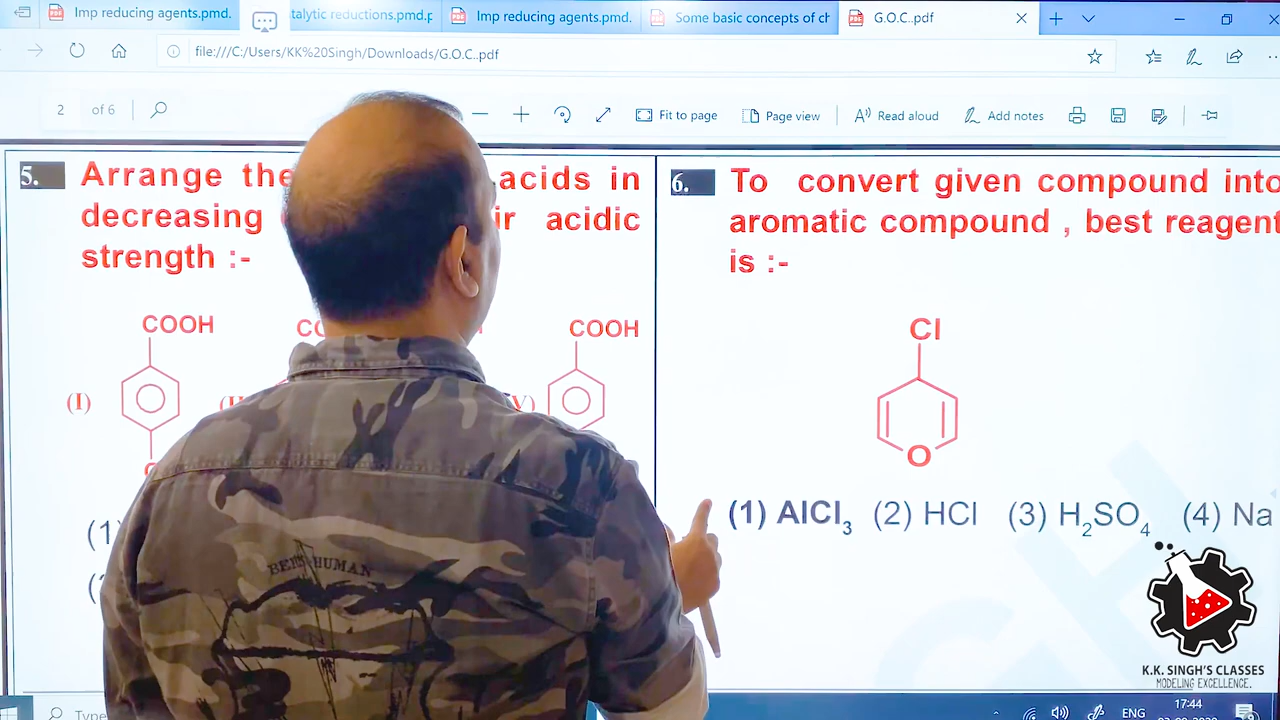 Imp reducing agents.pmd.
talytic reductions.pmd.p
Imp reducing agents.pmd.
Some basic concepts of ch
G.O.C..pdf
file:///C:/Users/KK%20Singh/Downloads/G.O.C..pdf
2 of 6
Fit to page
Page view
Read aloud
Add notes
5. Arrange the acids in
decreasing ir acidic
strength :-
COOH
COOH
(I)
6. To convert given compound into
aromatic compound , best reagent
is :-
Cl
O
(1) AlCl3 (2) HCl (3) H2SO4 (4) Na
BEEN HUMAN
K.K. SINGH'S CLASSES
MODELING EXCELLENCE.
Type
ENG
17:44